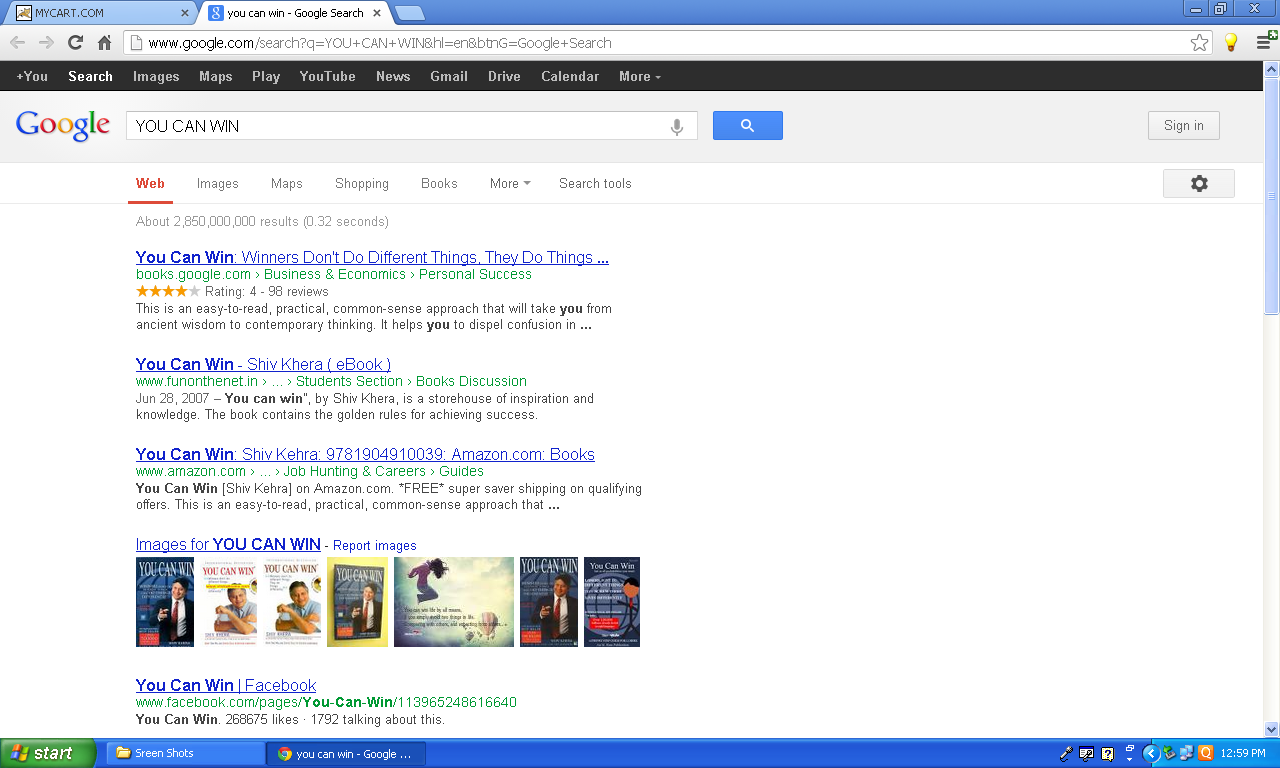 MYCART.COM
you can win - Google Search
www.google.com/search?q=YOU+CAN+WIN&hl=en&btnG=Google+Search
+You Search Images Maps Play YouTube News Gmail Drive Calendar More
Google YOU CAN WIN Sign in
Web Images Maps Shopping Books More Search tools
About 2,850,000,000 results (0.32 seconds)
You Can Win: Winners Don't Do Different Things, They Do Things ...
books.google.com › Business & Economics › Personal Success
Rating: 4 - 98 reviews
This is an easy-to-read, practical, common-sense approach that will take you from
ancient wisdom to contemporary thinking. It helps you to dispel confusion in ...
You Can Win - Shiv Khera ( eBook )
www.funonthenet.in › ... › Students Section › Books Discussion
Jun 28, 2007 – You can win", by Shiv Khera, is a storehouse of inspiration and
knowledge. The book contains the golden rules for achieving success.
You Can Win: Shiv Kehra: 9781904910039: Amazon.com: Books
www.amazon.com › ... › Job Hunting & Careers › Guides
You Can Win [Shiv Kehra] on Amazon.com. *FREE* super saver shipping on qualifying
offers. This is an easy-to-read, practical, common-sense approach that ...
Images for YOU CAN WIN - Report images
YOU CAN WIN YOU CAN WIN YOU CAN WIN YOU CAN WIN YOU CAN WIN You Can Win
SHIV KHERA
You Can Win | Facebook
www.facebook.com/pages/You-Can-Win/113965248616640
You Can Win. 268675 likes · 1792 talking about this.
start Sreen Shots you can win - Google ... 12:59 PM